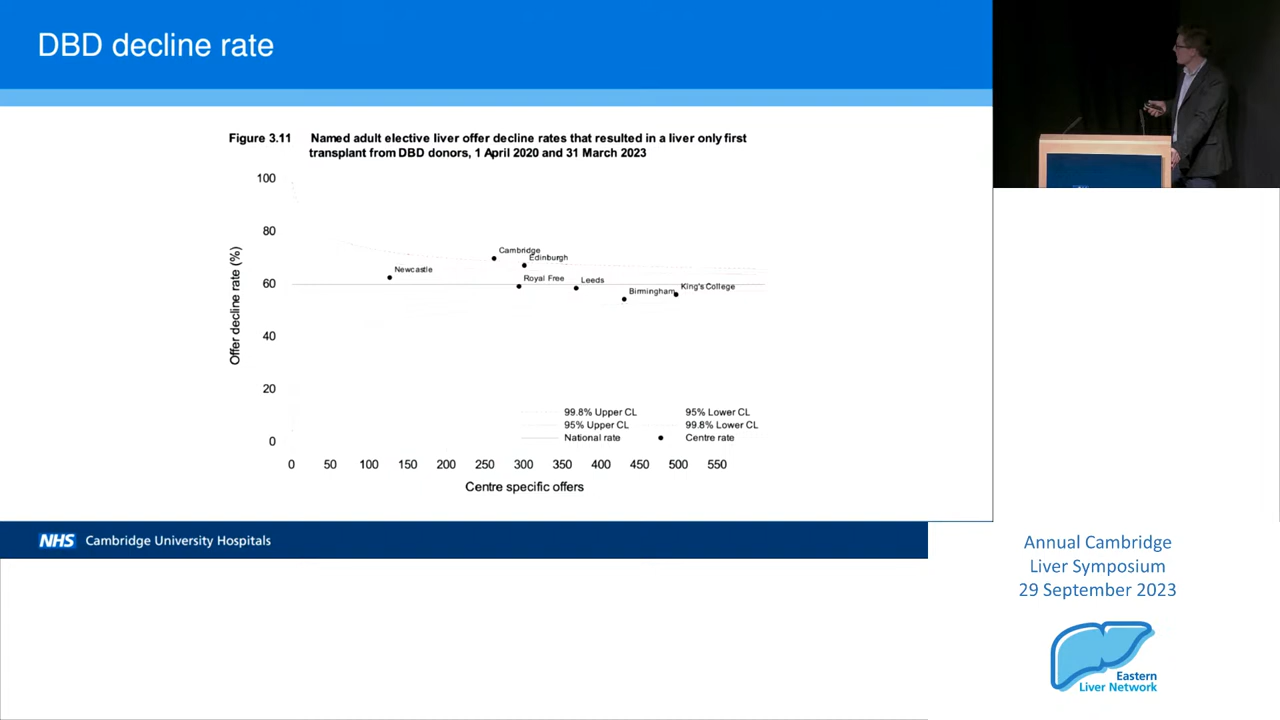 DBD decline rate
Figure 3.11 Named adult elective liver offer decline rates that resulted in a liver only first
transplant from DBD donors, 1 April 2020 and 31 March 2023
100
80
60
40
20
0
Offer decline rate (%)
Cambridge
Edinburgh
Newcastle
Royal Free
Leeds
Birmingham
King's College
99.8% Upper CL
95% Lower CL
95% Upper CL
99.8% Lower CL
National rate
Centre rate
0 50 100 150 200 250 300 350 400 450 500 550
Centre specific offers
NHS Cambridge University Hospitals
Annual Cambridge
Liver Symposium
29 September 2023
Eastern
Liver Network